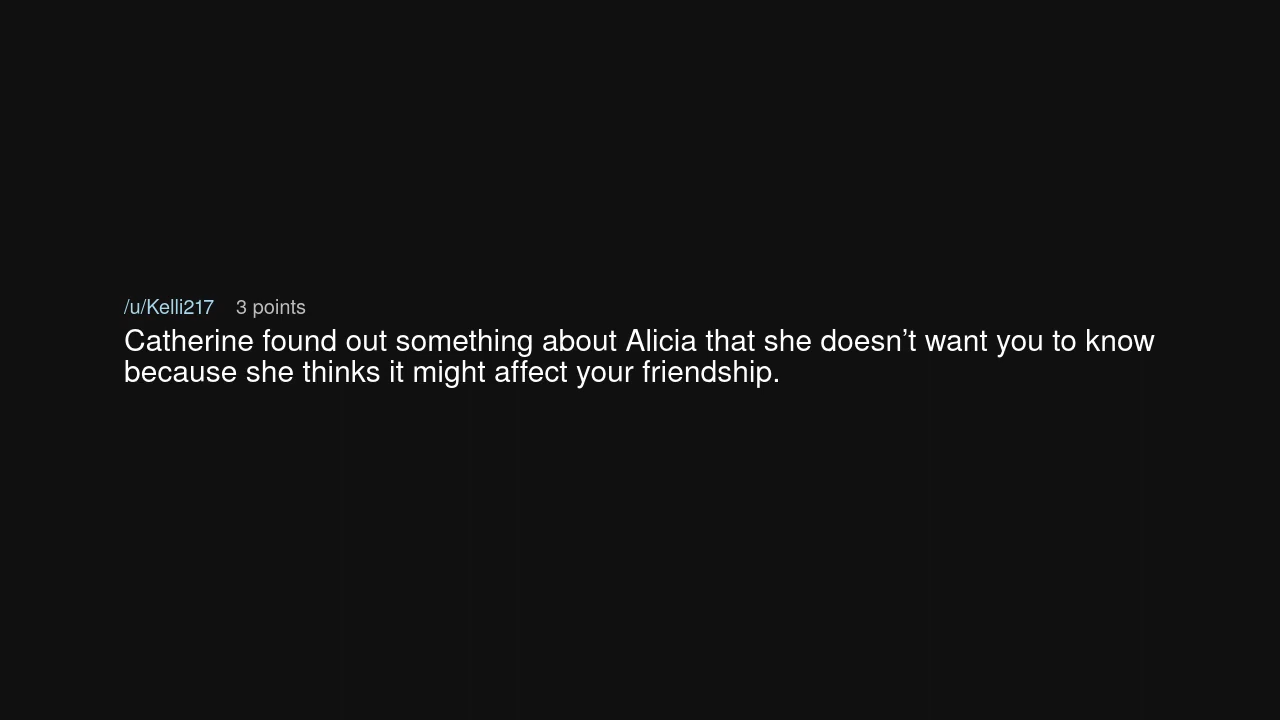 /u/Kelli217 3 points
Catherine found out something about Alicia that she doesn’t want you to know
because she thinks it might affect your friendship.